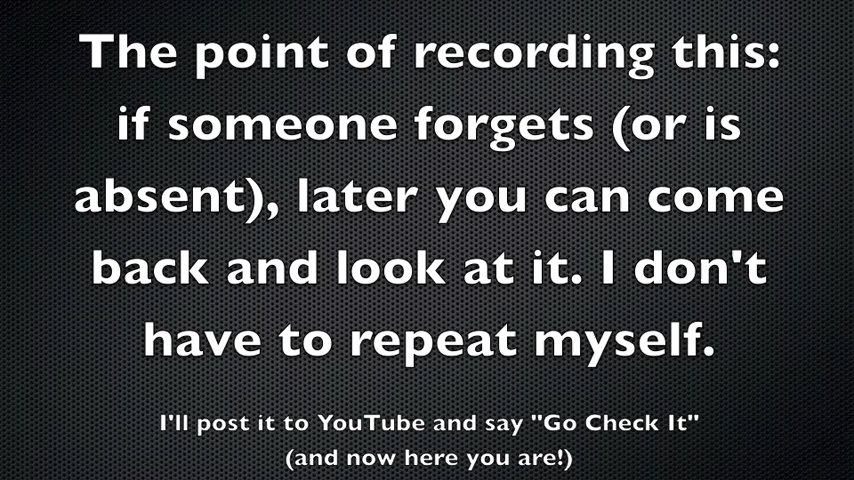 The point of recording this:
if someone forgets (or is
absent), later you can come
back and look at it. I don't
have to repeat myself.
I'll post it to YouTube and say "Go Check It"
(and now here you are!)